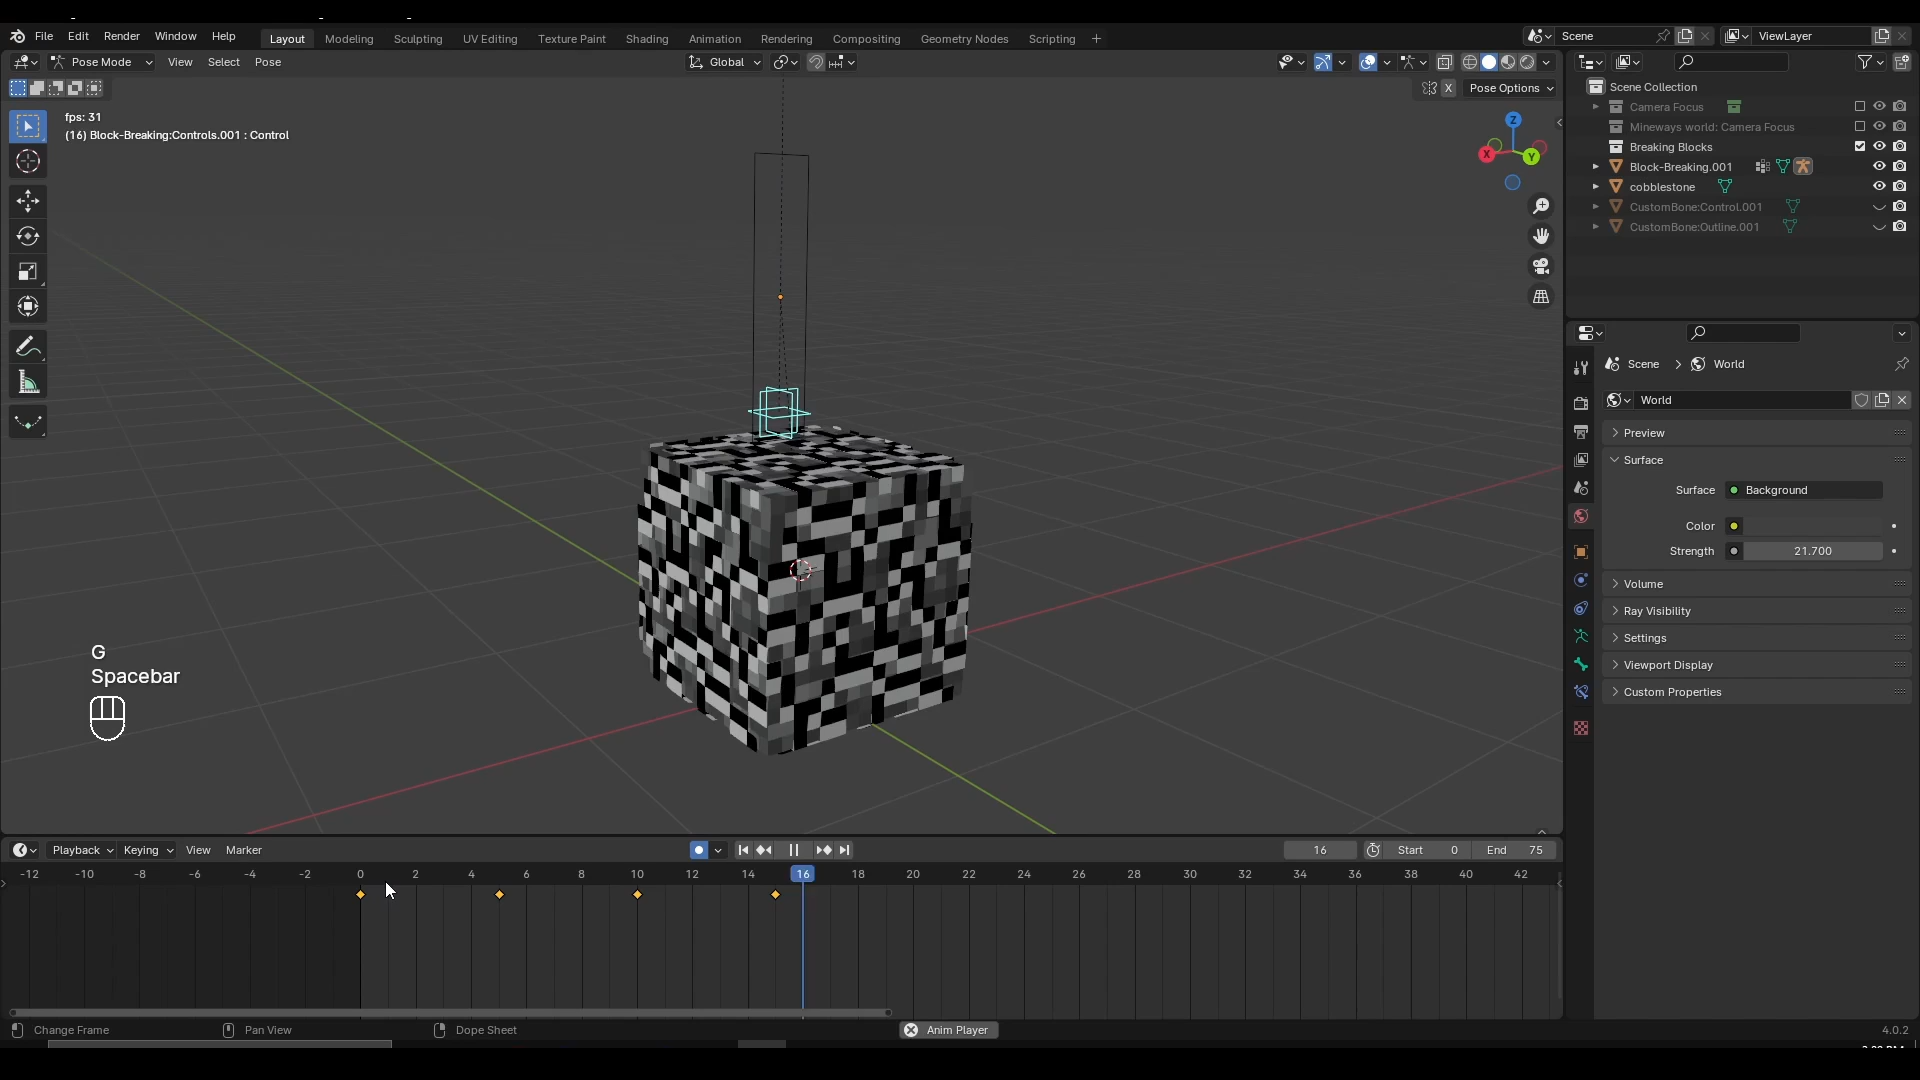 File Edit Render Window Help Layout Modeling Sculpting UV Editing Texture Paint Shading Animation Rendering Compositing Geometry Nodes Scripting + Scene ViewLayer
Pose Mode View Select Pose Global
X Pose Options
fps: 31
(16) Block-Breaking:Controls.001 : Control
Z
X
Y
G
Spacebar
Scene Collection
Camera Focus
Mineways world: Camera Focus
Breaking Blocks
Block-Breaking.001
cobblestone
CustomBone:Control.001
CustomBone:Outline.001
Scene > World
World
Preview
Surface
Surface Background
Color
Strength 21.700
Volume
Ray Visibility
Settings
Viewport Display
Custom Properties
Playback Keying View Marker 16 Start 0 End 75
-12 -10 -8 -6 -4 -2 0 2 4 6 8 10 12 14 16 18 20 22 24 26 28 30 32 34 36 38 40 42
Change Frame Pan View Dope Sheet Anim Player 4.0.2